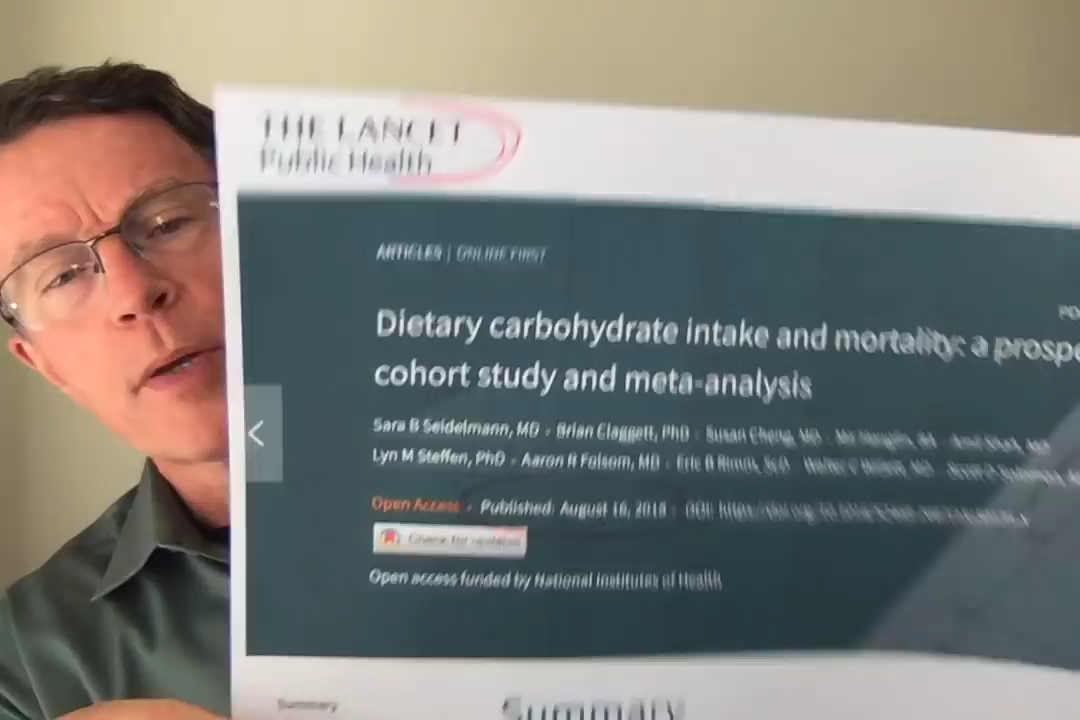 THE LANCET
Public Health
ARTICLES | ONLINE FIRST
Dietary carbohydrate intake and mortality: a prospe
cohort study and meta-analysis
Sara B Seidelmann, MD • Brian Claggett, PhD • Susan Cheng, MD
Lyn M Steffen, PhD • Aaron R Folsom, MD • Eric B Rimm, ScD
Open Access • Published: August 16, 2018 • DOI:
Check for updates
Open access funded by National Institutes of Health
Summary
Summary